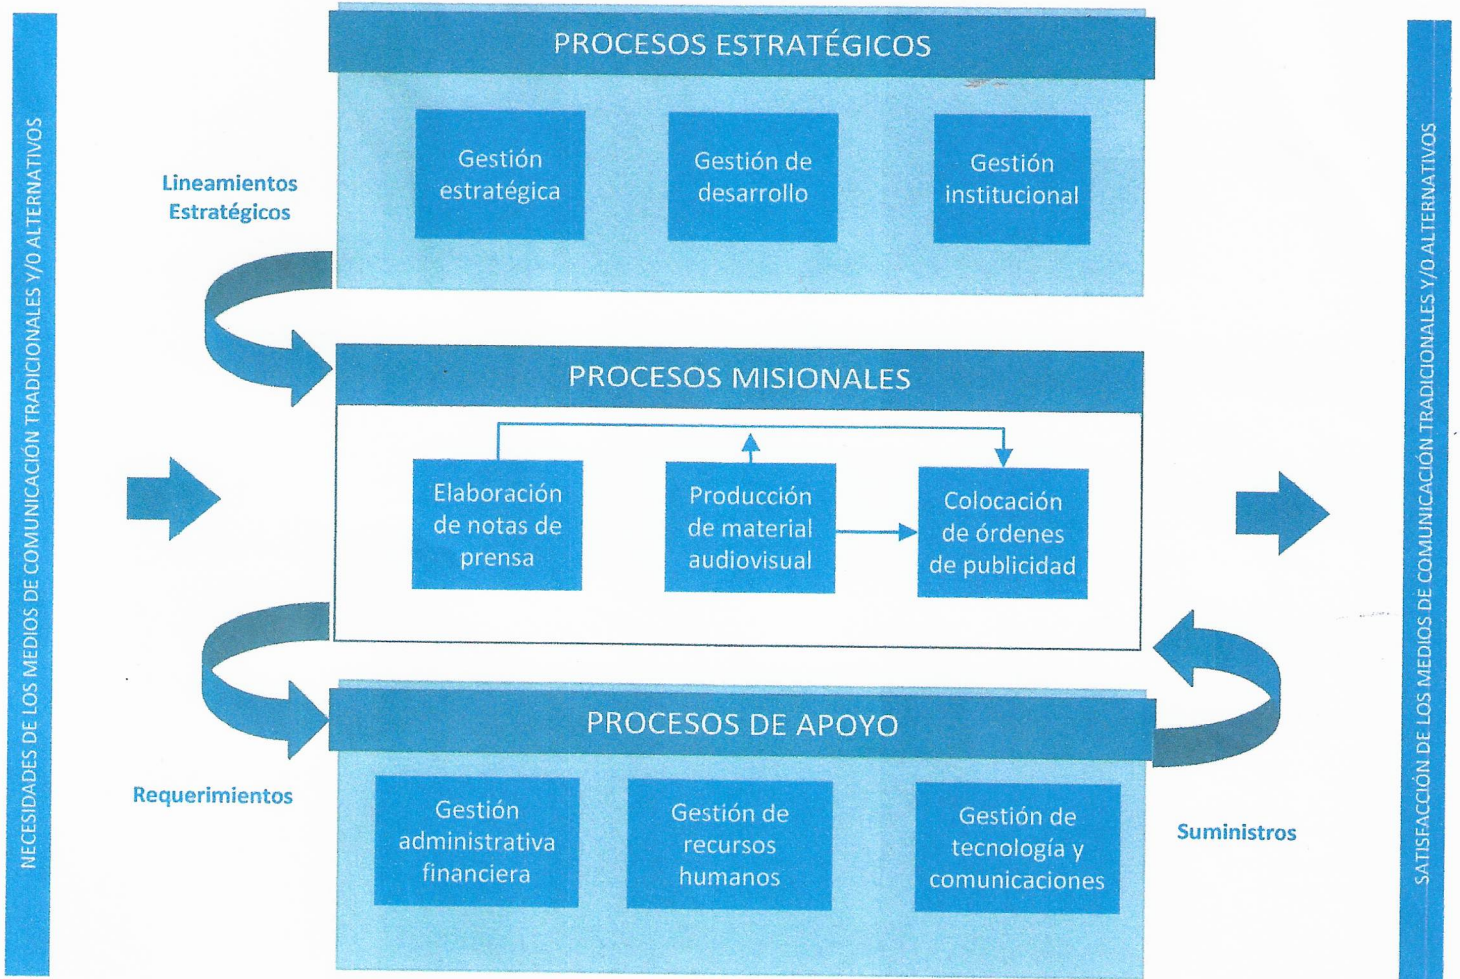 NECESIDADES DE LOS MEDIOS DE COMUNICACIÓN TRADICIONALES Y/0 ALTERNATIVOS
PROCESOS ESTRATÉGICOS
Gestión
estratégica
Gestión de
desarrollo
Gestión
institucional
Lineamientos
Estratégicos
PROCESOS MISIONALES
Elaboración
de notas de
prensa
Producción
de material
audiovisual
Colocación
de órdenes
de publicidad
PROCESOS DE APOYO
Requerimientos
Gestión
administrativa
financiera
Gestión de
recursos
humanos
Gestión de
tecnología y
comunicaciones
Suministros
SATISFACCIÓN DE LOS MEDIOS DE COMUNICACIÓN TRADICIONALES Y/0 ALTERNATIVOS